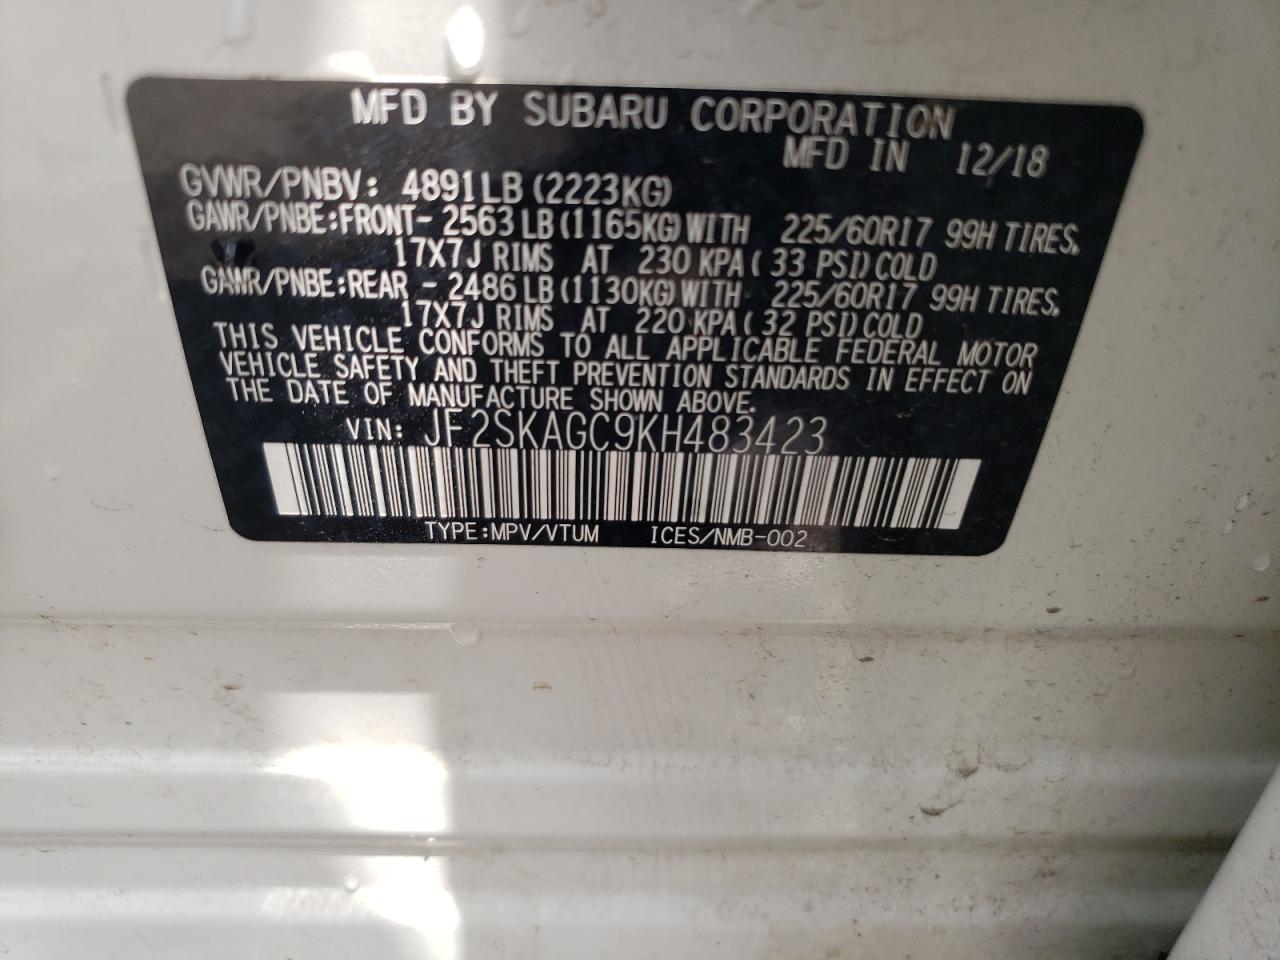 MFD BY SUBARU CORPORATION
MFD IN 12/18
GVWR/PNBV: 4891LB (2223KG)
GAWR/PNBE:FRONT- 2563LB (1165KG) WITH 225/60R17 99H TIRES,
17X7J RIMS AT 230 KPA ( 33 PSI) COLD
GAWR/PNBE:REAR - 2486LB (1130KG) WITH 225/60R17 99H TIRES,
17X7J RIMS AT 220 KPA ( 32 PSI) COLD
THIS VEHICLE CONFORMS TO ALL APPLICABLE FEDERAL MOTOR
VEHICLE SAFETY AND THEFT PREVENTION STANDARDS IN EFFECT ON
THE DATE OF MANUFACTURE SHOWN ABOVE.
VIN: JF2SKAGC9KH483423
TYPE:MPV/VTUM ICES/NMB-002